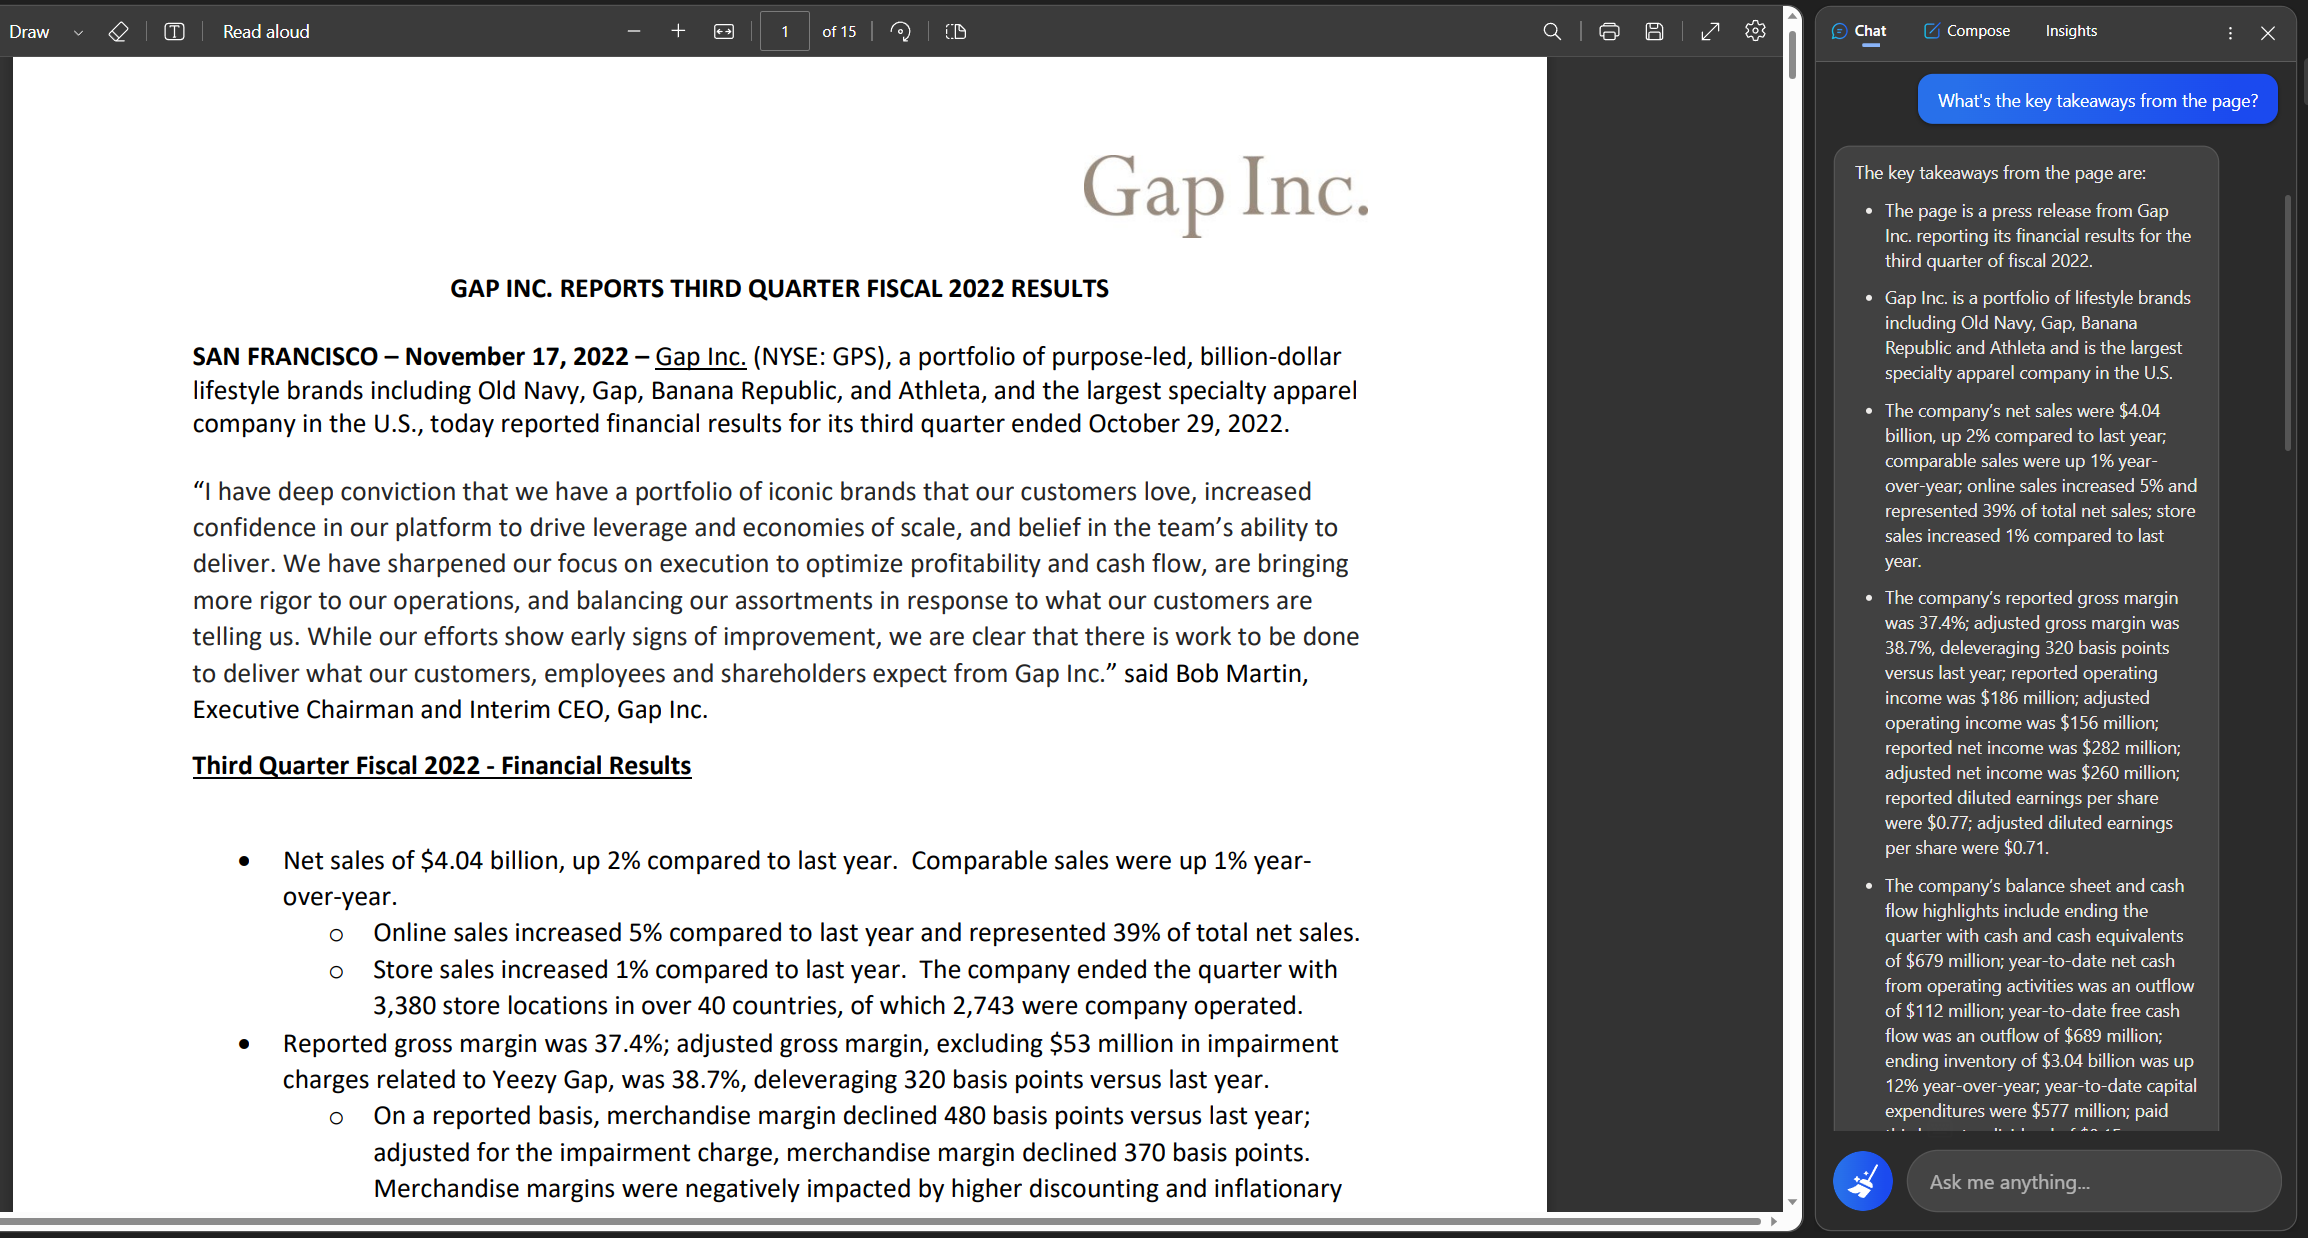 Draw
Read aloud
1
of 15
Gap Inc.
GAP INC. REPORTS THIRD QUARTER FISCAL 2022 RESULTS
SAN FRANCISCO – November 17, 2022 – Gap Inc. (NYSE: GPS), a portfolio of purpose-led, billion-dollar
lifestyle brands including Old Navy, Gap, Banana Republic, and Athleta, and the largest specialty apparel
company in the U.S., today reported financial results for its third quarter ended October 29, 2022.
“I have deep conviction that we have a portfolio of iconic brands that our customers love, increased
confidence in our platform to drive leverage and economies of scale, and belief in the team’s ability to
deliver. We have sharpened our focus on execution to optimize profitability and cash flow, are bringing
more rigor to our operations, and balancing our assortments in response to what our customers are
telling us. While our efforts show early signs of improvement, we are clear that there is work to be done
to deliver what our customers, employees and shareholders expect from Gap Inc.” said Bob Martin,
Executive Chairman and Interim CEO, Gap Inc.
Third Quarter Fiscal 2022 - Financial Results
• Net sales of $4.04 billion, up 2% compared to last year. Comparable sales were up 1% year-
over-year.
o Online sales increased 5% compared to last year and represented 39% of total net sales.
o Store sales increased 1% compared to last year. The company ended the quarter with
3,380 store locations in over 40 countries, of which 2,743 were company operated.
• Reported gross margin was 37.4%; adjusted gross margin, excluding $53 million in impairment
charges related to Yeezy Gap, was 38.7%, deleveraging 320 basis points versus last year.
o On a reported basis, merchandise margin declined 480 basis points versus last year;
adjusted for the impairment charge, merchandise margin declined 370 basis points.
Merchandise margins were negatively impacted by higher discounting and inflationary
Chat
Compose
Insights
What's the key takeaways from the page?
The key takeaways from the page are:
• The page is a press release from Gap
Inc. reporting its financial results for the
third quarter of fiscal 2022.
• Gap Inc. is a portfolio of lifestyle brands
including Old Navy, Gap, Banana
Republic and Athleta and is the largest
specialty apparel company in the U.S.
• The company’s net sales were $4.04
billion, up 2% compared to last year;
comparable sales were up 1% year-
over-year; online sales increased 5% and
represented 39% of total net sales; store
sales increased 1% compared to last
year.
• The company’s reported gross margin
was 37.4%; adjusted gross margin was
38.7%, deleveraging 320 basis points
versus last year; reported operating
income was $186 million; adjusted
operating income was $156 million;
reported net income was $282 million;
adjusted net income was $260 million;
reported diluted earnings per share
were $0.77; adjusted diluted earnings
per share were $0.71.
• The company’s balance sheet and cash
flow highlights include ending the
quarter with cash and cash equivalents
of $679 million; year-to-date net cash
from operating activities was an outflow
of $112 million; year-to-date free cash
flow was an outflow of $689 million;
ending inventory of $3.04 billion was up
12% year-over-year; year-to-date capital
expenditures were $577 million; paid
Ask me anything...